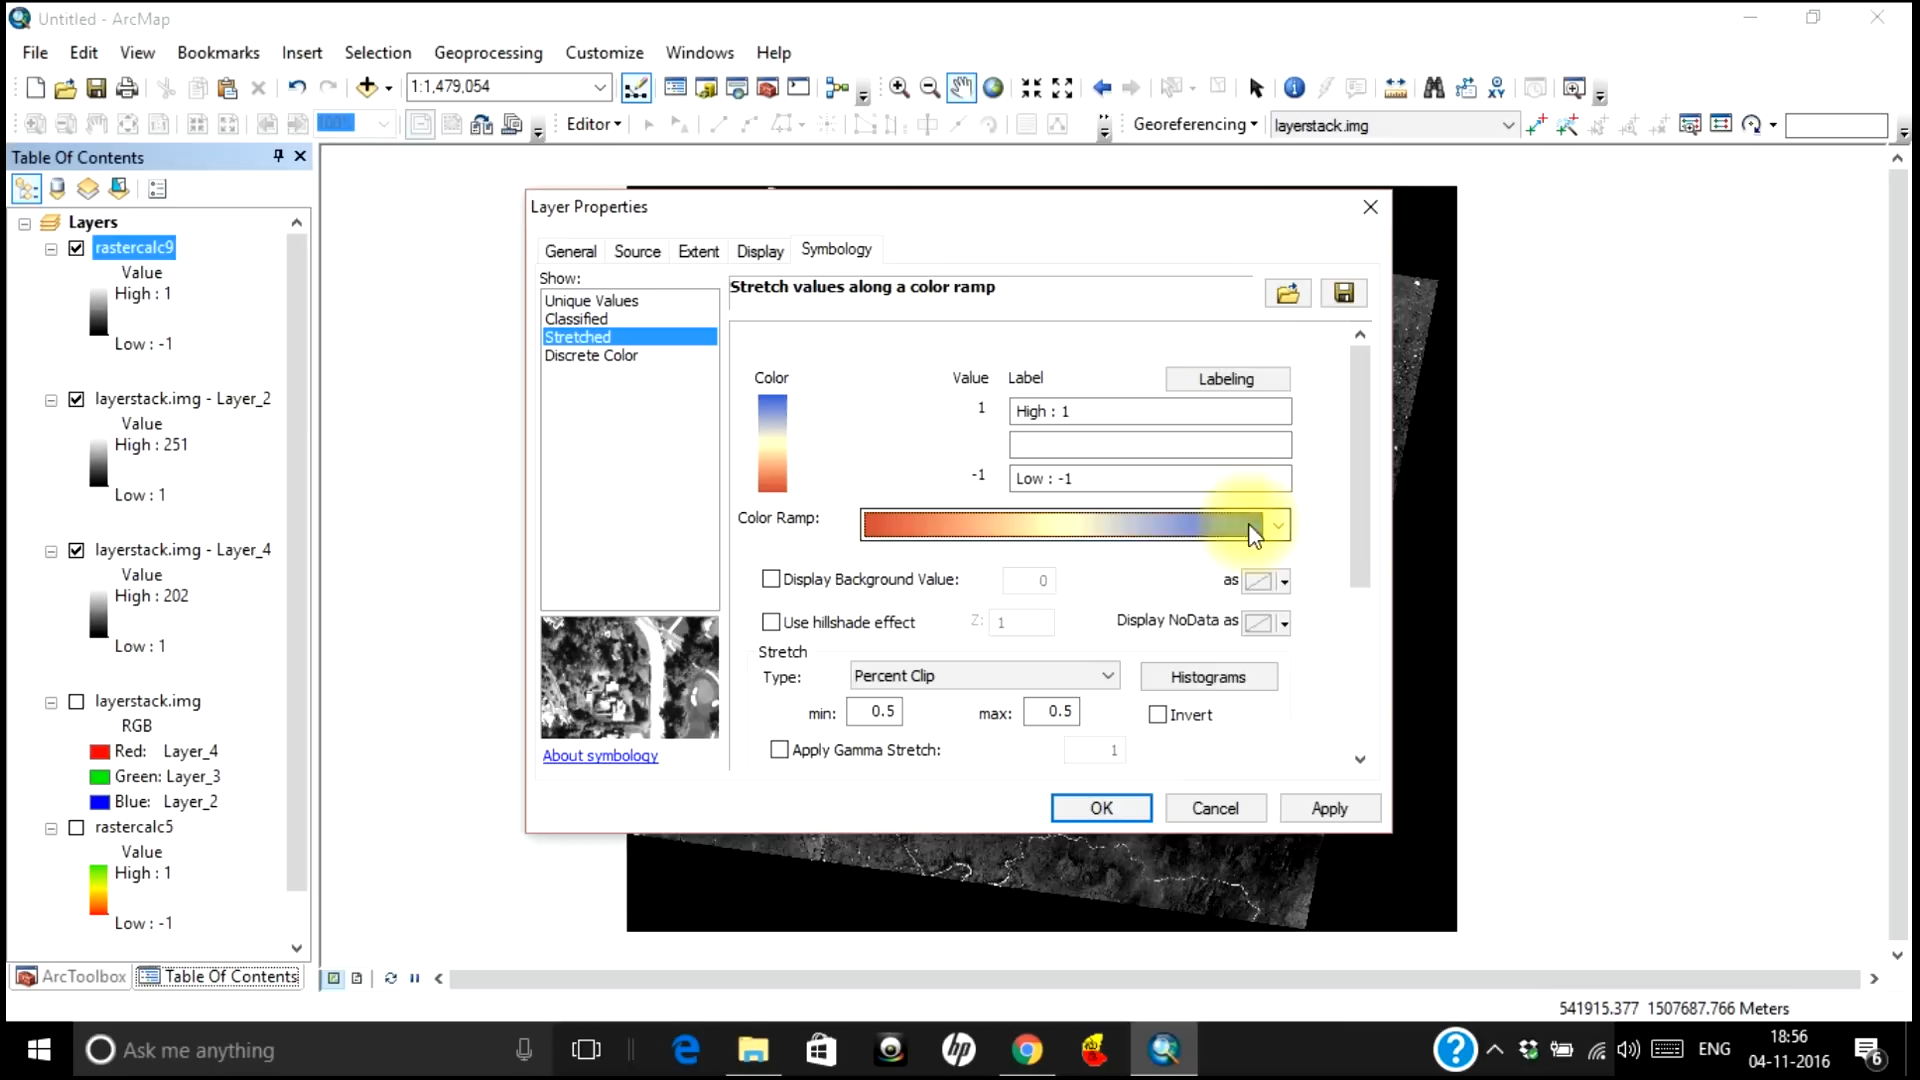 Untitled - ArcMap
File Edit View Bookmarks Insert Selection Geoprocessing Customize Windows Help
1:1,479,054
100% Editor Georeferencing layerstack.img
Table Of Contents
Layers
rastercalc9
Value
High : 1
Low : -1
layerstack.img - Layer_2
Value
High : 251
Low : 1
layerstack.img - Layer_4
Value
High : 202
Low : 1
layerstack.img
RGB
Red: Layer_4
Green: Layer_3
Blue: Layer_2
rastercalc5
Value
High : 1
Low : -1
ArcToolbox Table Of Contents
Layer Properties
General Source Extent Display Symbology
Show:
Unique Values
Classified
Stretched
Discrete Color
About symbology
Stretch values along a color ramp
Color Value Label Labeling
1 High : 1
-1 Low : -1
Color Ramp:
Display Background Value: 0 as
Use hillshade effect Z: 1 Display NoData as
Stretch
Type: Percent Clip Histograms
min: 0.5 max: 0.5 Invert
Apply Gamma Stretch: 1
OK Cancel Apply
541915.377 1507687.766 Meters
Ask me anything
hp
?
ENG
18:56
04-11-2016
6